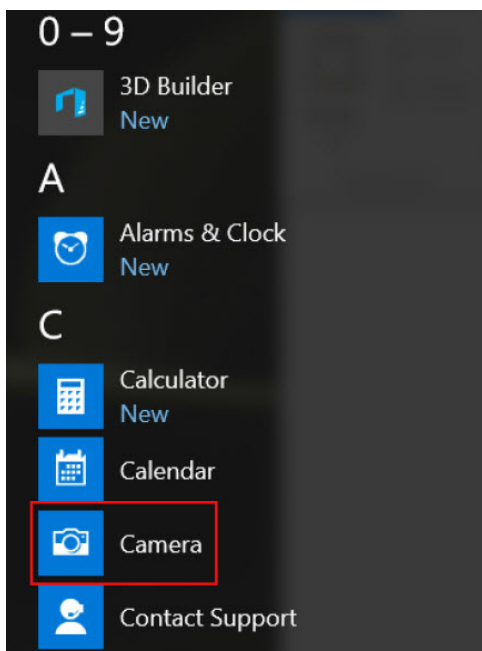 0 – 9
3D Builder
New
A
Alarms & Clock
New
C
Calculator
New
Calendar
Camera
Contact Support